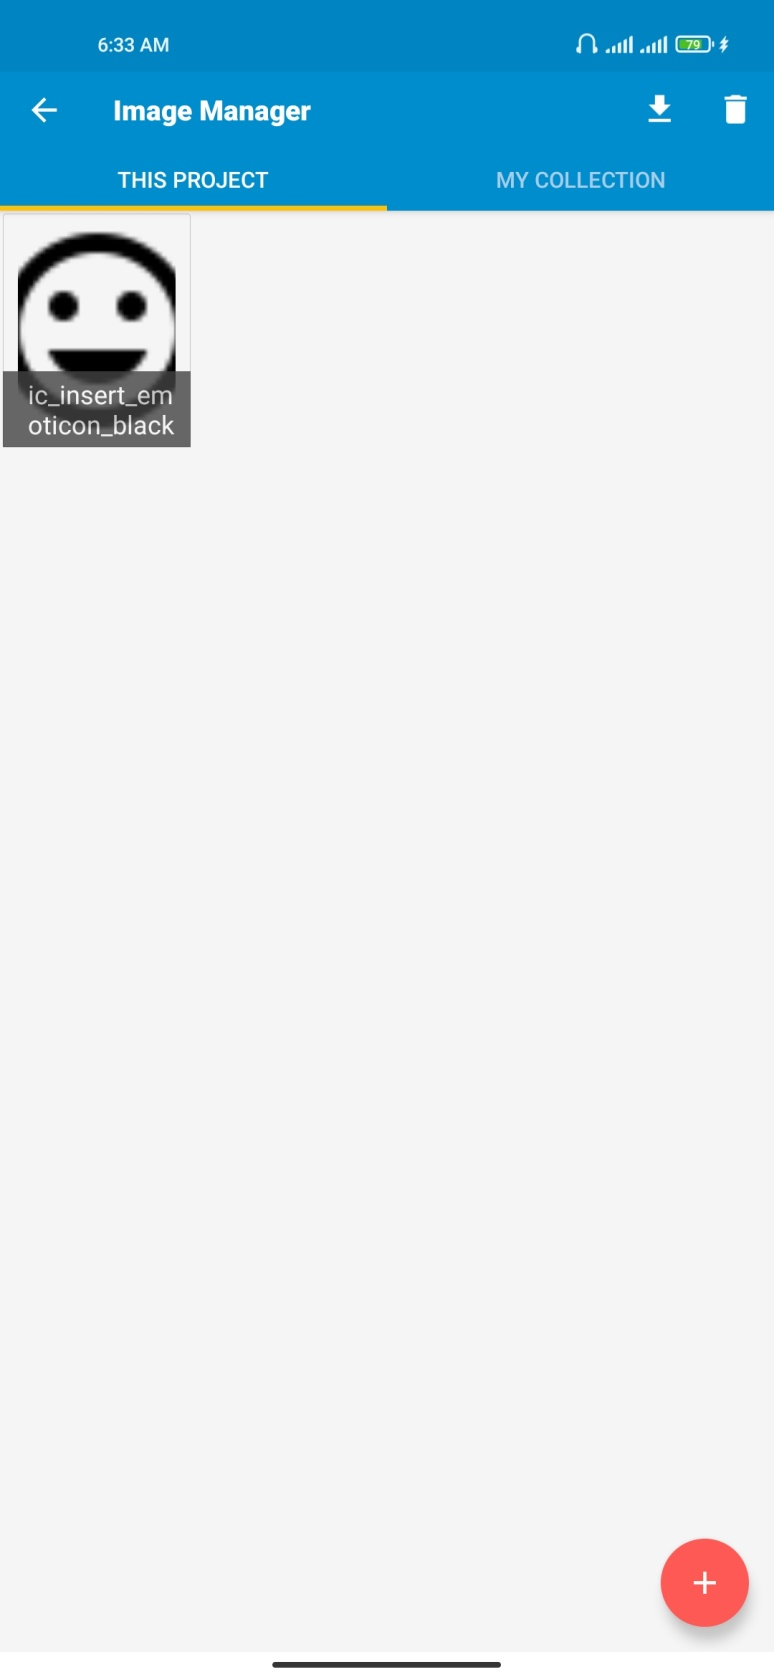 6:33 AM
79
Image Manager
THIS PROJECT
MY COLLECTION
ic_insert_em
oticon_black